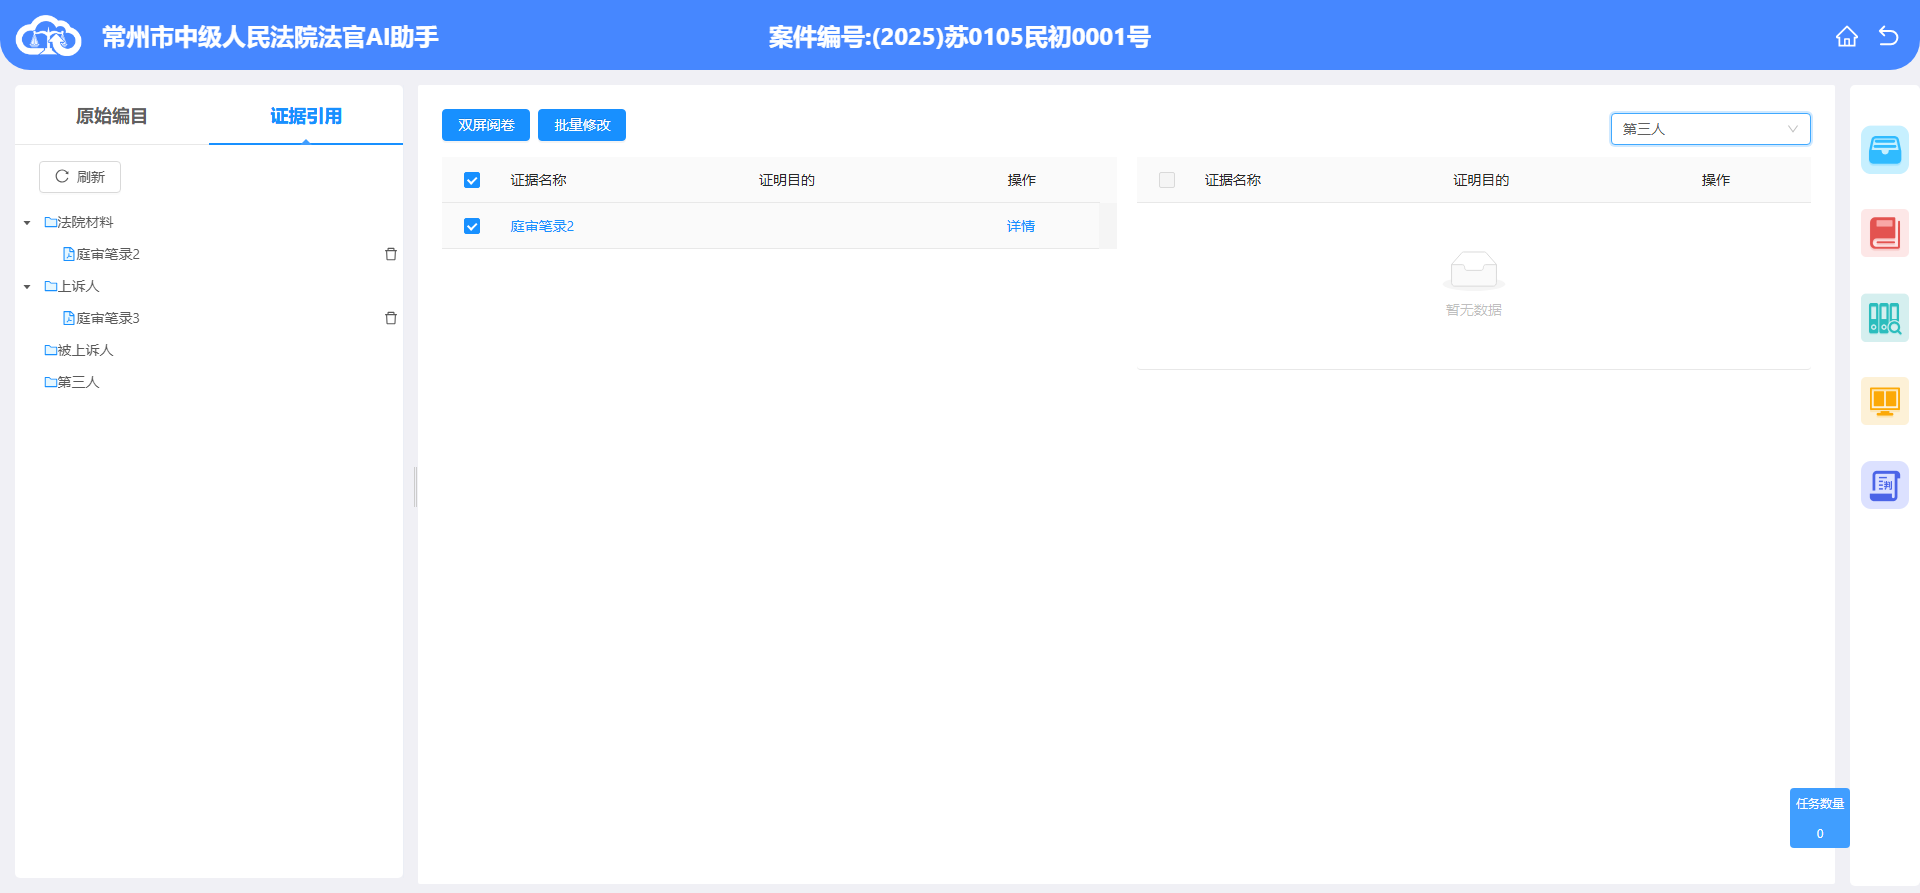 常州市中级人民法院法官AI助手
案件编号:(2025)苏0105民初0001号
原始编目
证据引用
刷新
法院材料
庭审笔录2
上诉人
庭审笔录3
被上诉人
第三人
双屏阅卷
批量修改
第三人
证据名称 证明目的 操作
庭审笔录2 详情
证据名称 证明目的 操作
暂无数据
判
任务数量
0